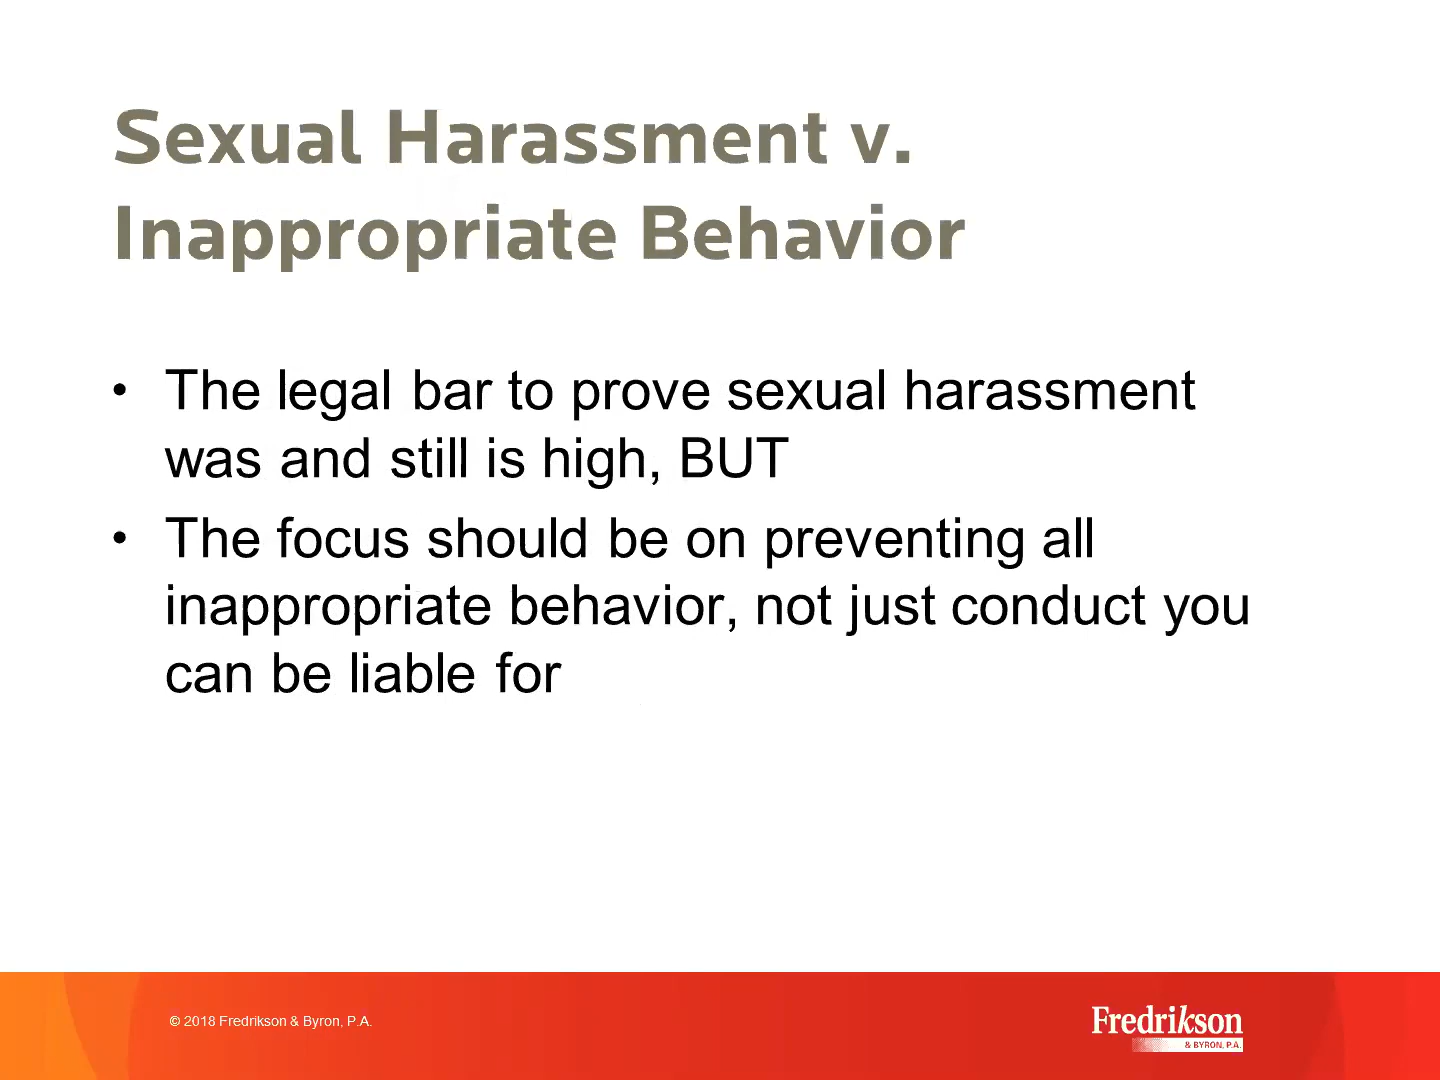 Sexual Harassment v.
Inappropriate Behavior
• The legal bar to prove sexual harassment
was and still is high, BUT
• The focus should be on preventing all
inappropriate behavior, not just conduct you
can be liable for
© 2018 Fredrikson & Byron, P.A.
Fredrikson
& BYRON, P.A.